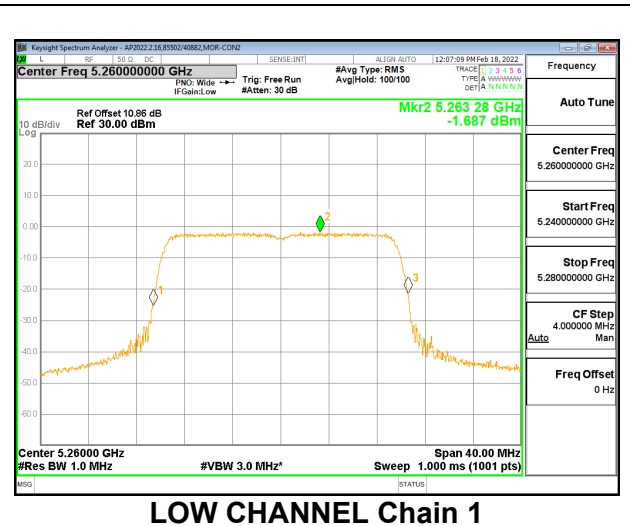 Keysight Spectrum Analyzer - AP2022.2.16,85502/40882,MOR-CON2
LXI L RF 50 Ω DC SENSE:INT ALIGN AUTO 12:07:09 PM Feb 18, 2022
Center Freq 5.260000000 GHz
PNO: Wide
IFGain:Low
Trig: Free Run
#Atten: 30 dB
#Avg Type: RMS
Avg|Hold: 100/100
TRACE 1 2 3 4 5 6
TYPE A WWWWW
DET A N N N N N
Frequency
Ref Offset 10.86 dB
Ref 30.00 dBm
10 dB/div
Log
Mkr2 5.263 28 GHz
-1.687 dBm
20.0
10.0
0.00
-10.0
-20.0
-30.0
-40.0
-50.0
-60.0
1
2
3
Center 5.26000 GHz
#Res BW 1.0 MHz
#VBW 3.0 MHz*
Span 40.00 MHz
Sweep 1.000 ms (1001 pts)
Auto Tune
Center Freq
5.260000000 GHz
Start Freq
5.240000000 GHz
Stop Freq
5.280000000 GHz
CF Step
4.000000 MHz
Auto Man
Freq Offset
0 Hz
MSG
STATUS
LOW CHANNEL Chain 1